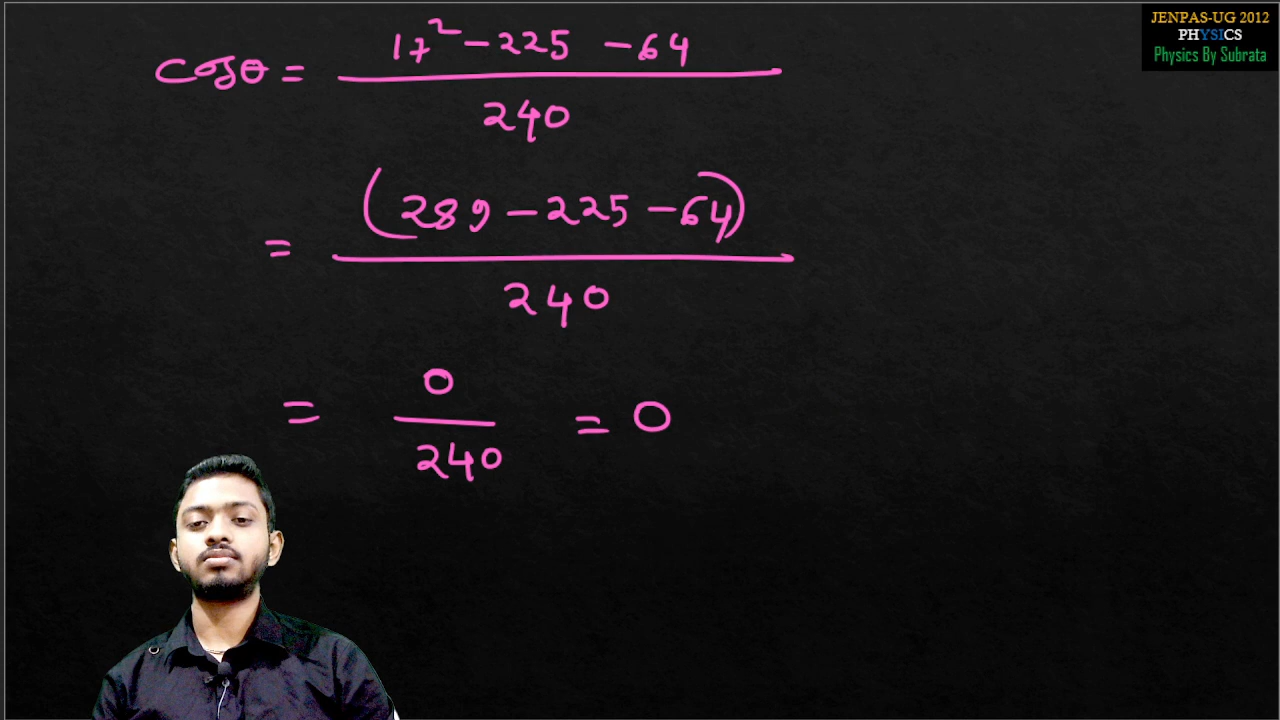 JENPAS-UG 2012
PHYSICS
Physics By Subrata
cosθ = 17² - 225 - 64
240
= (289 - 225 - 64)
240
= 0
240
= 0